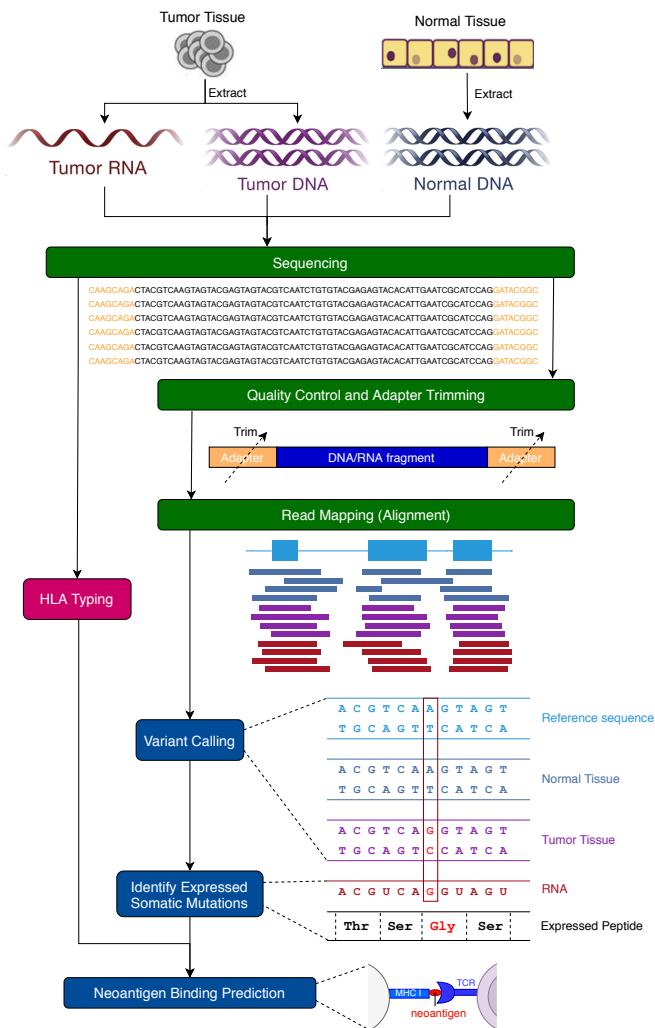 Tumor Tissue
Normal Tissue
Extract
Extract
Tumor RNA
Tumor DNA
Normal DNA
Sequencing
CAAGCAGACTACGTCAAGTAGTACGAGTAGTACGTCAATCTGTGTACGAGAGTACACATTGAATCGCATCCAGGATACGGC
CAAGCAGACTACGTCAAGTAGTACGAGTAGTACGTCAATCTGTGTACGAGAGTACACATTGAATCGCATCCAGGATACGGC
CAAGCAGACTACGTCAAGTAGTACGAGTAGTACGTCAATCTGTGTACGAGAGTACACATTGAATCGCATCCAGGATACGGC
CAAGCAGACTACGTCAAGTAGTACGAGTAGTACGTCAATCTGTGTACGAGAGTACACATTGAATCGCATCCAGGATACGGC
CAAGCAGACTACGTCAAGTAGTACGAGTAGTACGTCAATCTGTGTACGAGAGTACACATTGAATCGCATCCAGGATACGGC
CAAGCAGACTACGTCAAGTAGTACGAGTAGTACGTCAATCTGTGTACGAGAGTACACATTGAATCGCATCCAGGATACGGC
Quality Control and Adapter Trimming
Trim
Trim
Adapter
DNA/RNA fragment
Adapter
Read Mapping (Alignment)
HLA Typing
Variant Calling
A C G T C A A G T A G T
T G C A G T T C A T C A
Reference sequence
A C G T C A A G T A G T
T G C A G T T C A T C A
Normal Tissue
A C G T C A G G T A G T
T G C A G T C C A T C A
Tumor Tissue
Identify Expressed
Somatic Mutations
A C G U C A G G U A G U
RNA
Thr Ser Gly Ser
Expressed Peptide
Neoantigen Binding Prediction
MHC I
TCR
neoantigen